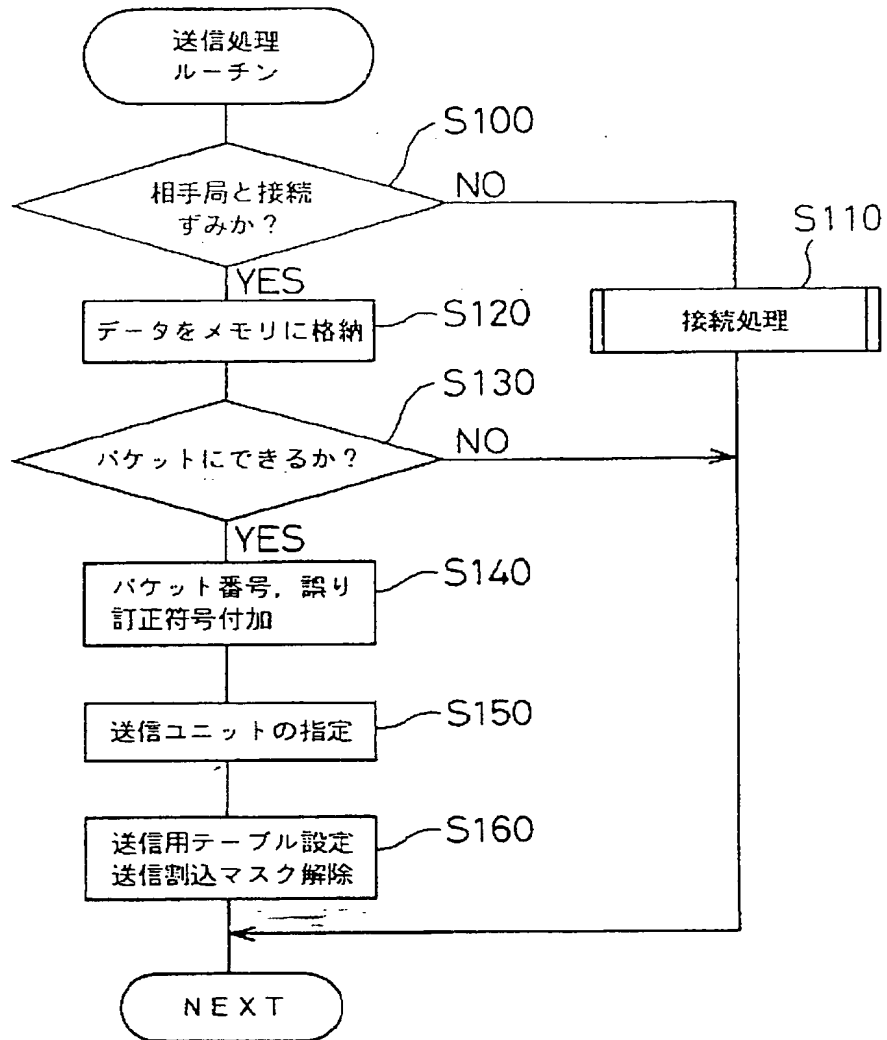 送信処理
ルーチン
S100
相手局と接続
ずみか?
NO
S110
YES
接続処理
データをメモリに格納
S120
S130
パケットにできるか?
NO
YES
パケット番号,誤り
訂正符号付加
S140
送信ユニットの指定
S150
送信用テーブル設定
送信割込マスク解除
S160
NEXT